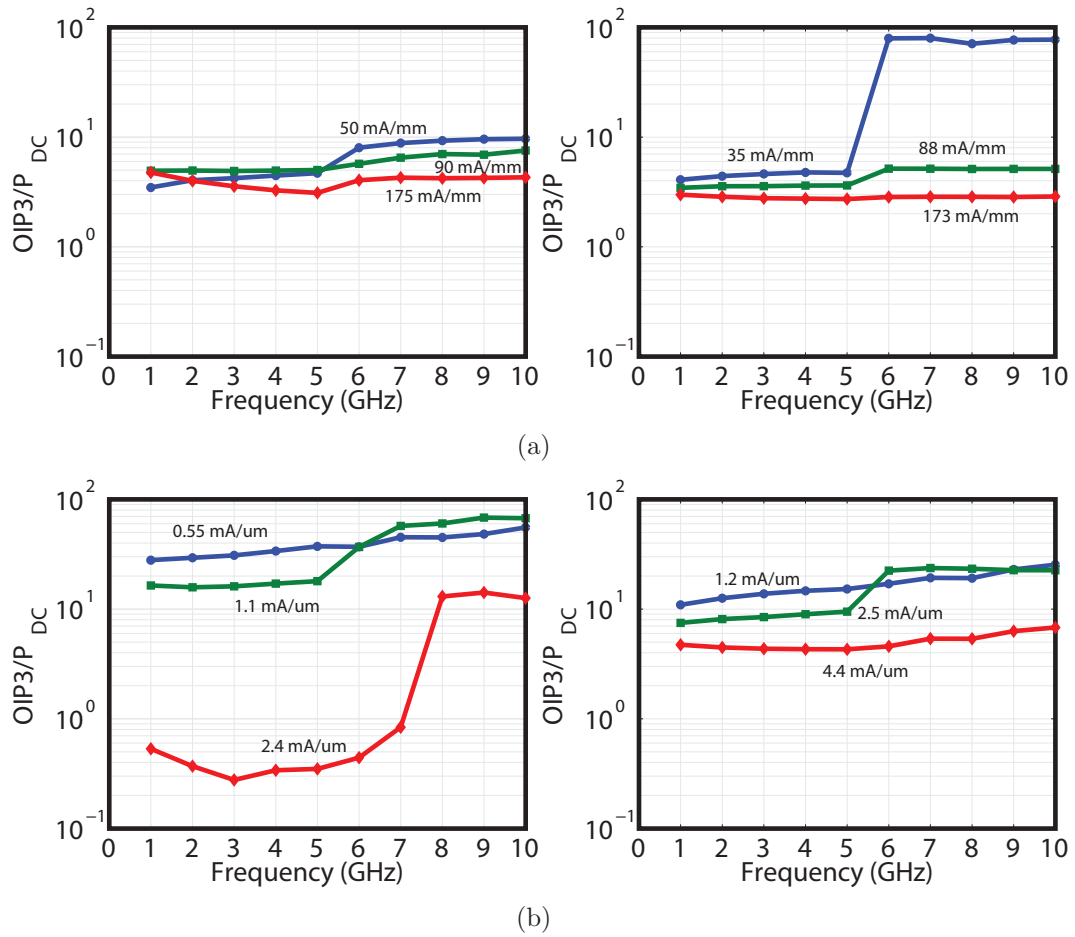 10^2
10^1
10^0
10^-1
OIP3/P_DC
50 mA/mm
90 mA/mm
175 mA/mm
0 1 2 3 4 5 6 7 8 9 10
Frequency (GHz)
10^2
10^1
10^0
10^-1
OIP3/P_DC
35 mA/mm
88 mA/mm
173 mA/mm
0 1 2 3 4 5 6 7 8 9 10
Frequency (GHz)
(a)
10^2
10^1
10^0
10^-1
OIP3/P_DC
0.55 mA/um
1.1 mA/um
2.4 mA/um
0 1 2 3 4 5 6 7 8 9 10
Frequency (GHz)
10^2
10^1
10^0
10^-1
OIP3/P_DC
1.2 mA/um
2.5 mA/um
4.4 mA/um
0 1 2 3 4 5 6 7 8 9 10
Frequency (GHz)
(b)